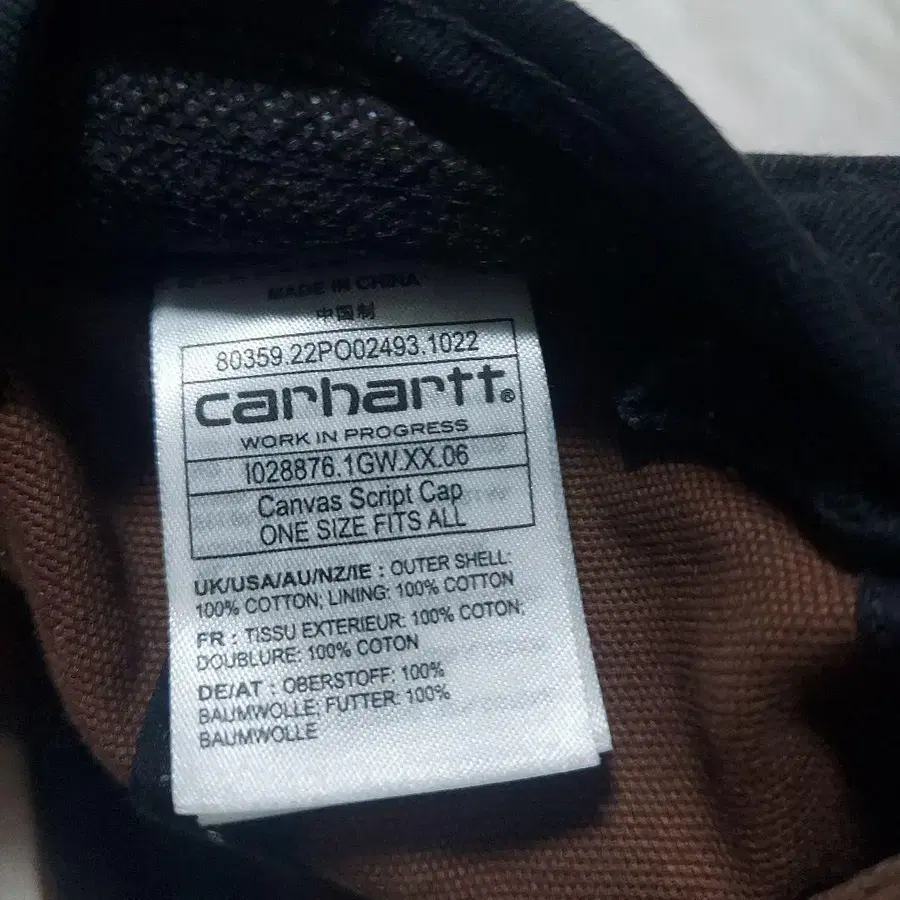 MADE IN CHINA
中国制
80359.22PO02493.1022
carhartt®
WORK IN PROGRESS
I028876.1GW.XX.06
Canvas Script Cap
ONE SIZE FITS ALL
UK/USA/AU/NZ/IE : OUTER SHELL:
100% COTTON; LINING: 100% COTTON
FR : TISSU EXTERIEUR: 100% COTON;
DOUBLURE: 100% COTON
DE/AT : OBERSTOFF: 100%
BAUMWOLLE; FUTTER: 100%
BAUMWOLLE